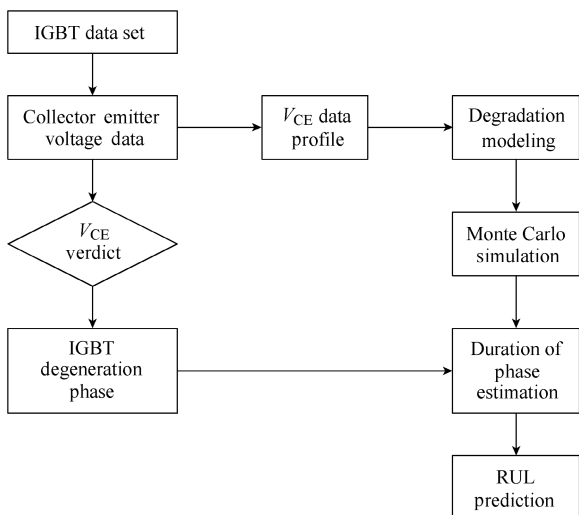 IGBT data set
Collector emitter
voltage data
VCE data
profile
Degradation
modeling
VCE
verdict
Monte Carlo
simulation
IGBT
degeneration
phase
Duration of
phase
estimation
RUL
prediction